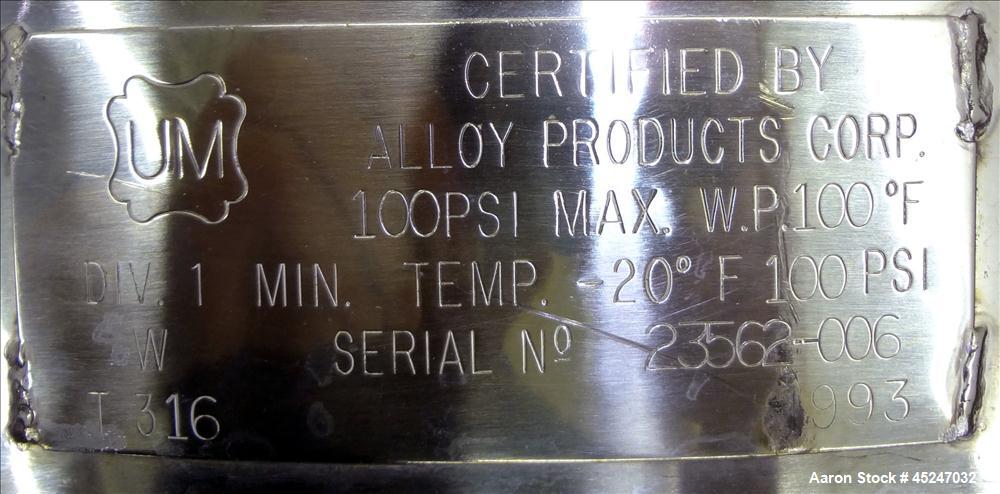 CERTIFIED BY
UM
ALLOY PRODUCTS CORP.
100PSI MAX. W.P. 100 °F
DIV. 1 MIN. TEMP. -20° F 100 PSI
W SERIAL Nº 23562-006
T 316 1993
Aaron Stock # 45247032